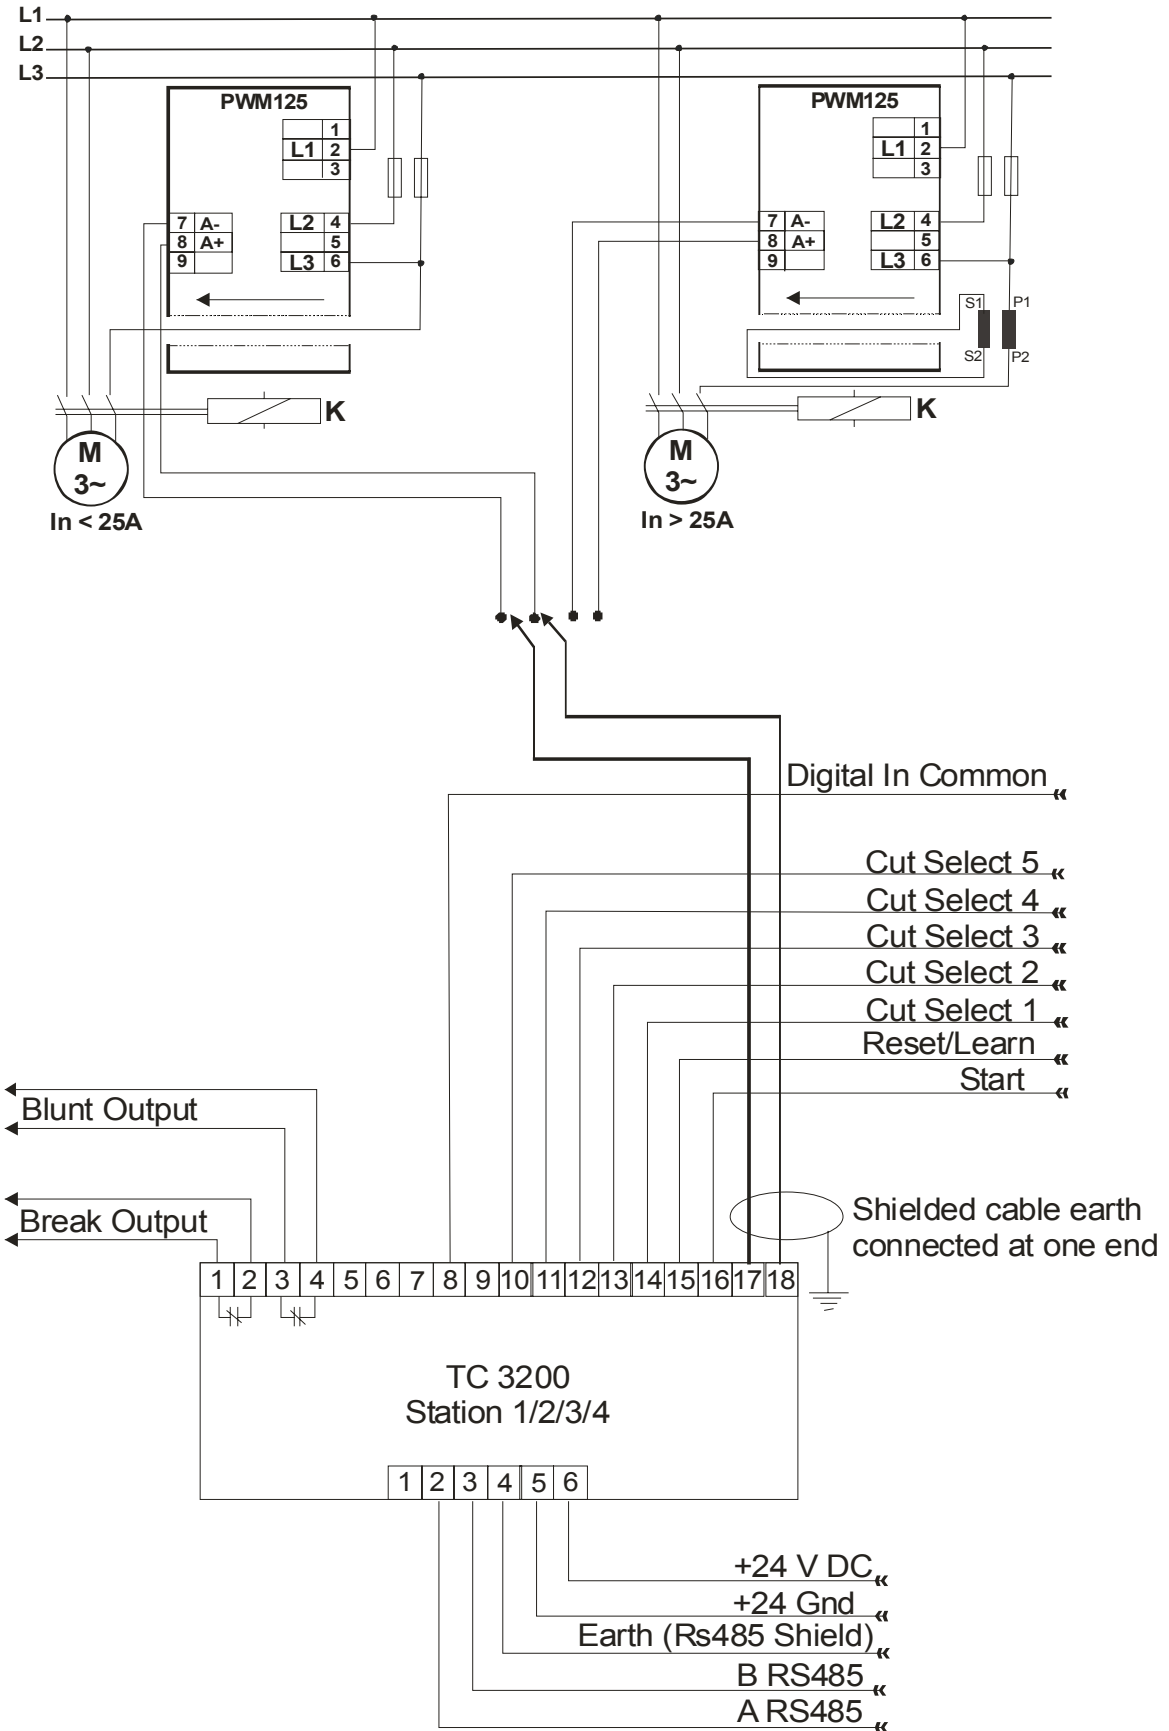 L1
L2
L3
PWM125
1
L1 2
3
7 A-
8 A+
9
L2 4
5
L3 6
K
M
3~
In < 25A
PWM125
1
L1 2
3
7 A-
8 A+
9
L2 4
5
L3 6
S1 P1
S2 P2
K
M
3~
In > 25A
Digital In Common
Cut Select 5
Cut Select 4
Cut Select 3
Cut Select 2
Cut Select 1
Reset/Learn
Start
Blunt Output
Break Output
Shielded cable earth
connected at one end
1 2 3 4 5 6 7 8 9 10 11 12 13 14 15 16 17 18
TC 3200
Station 1/2/3/4
1 2 3 4 5 6
+24 V DC
+24 Gnd
Earth (Rs485 Shield)
B RS485
A RS485